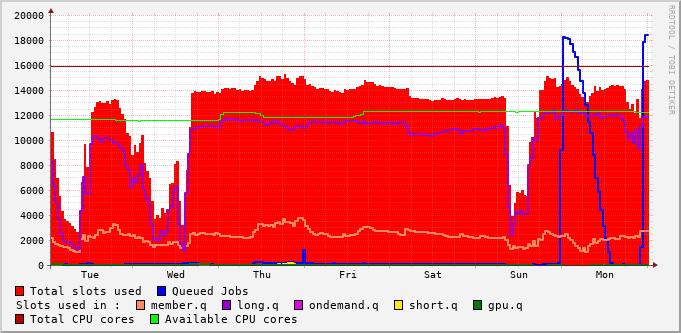 RRDTOOL / TOBI OETIKER
20000
18000
16000
14000
12000
10000
8000
6000
4000
2000
0
Tue Wed Thu Fri Sat Sun Mon
Total slots used Queued Jobs
Slots used in : member.q long.q ondemand.q short.q gpu.q
Total CPU cores Available CPU cores